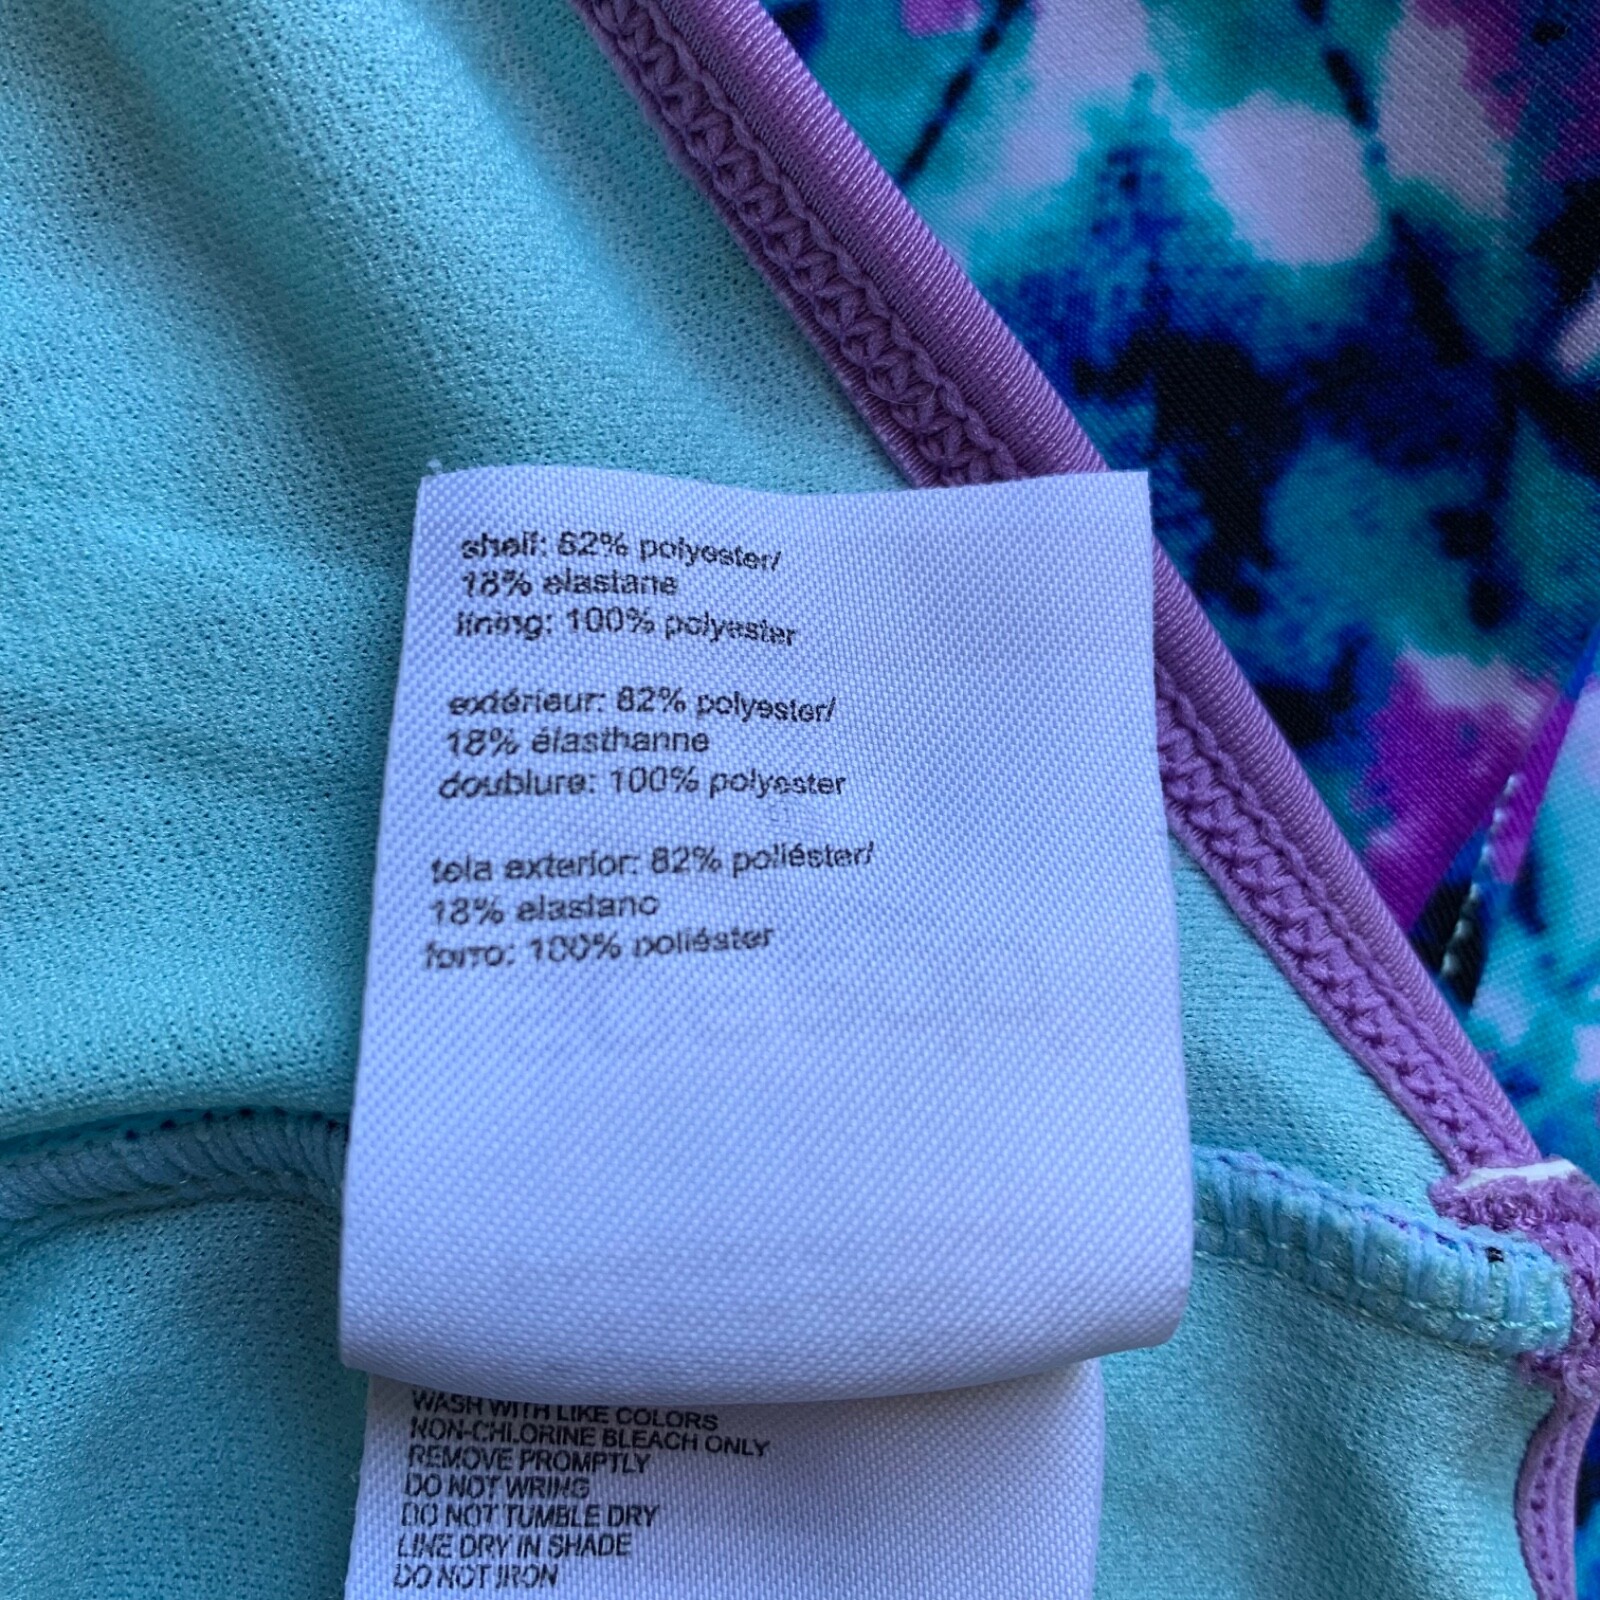 shell: 82% polyester/
18% elastane
lining: 100% polyester
extérieur: 82% polyester/
18% élasthanne
doublure: 100% polyester
tela exterior: 82% poliéster/
18% elastano
forro: 100% poliéster
WASH WITH LIKE COLORS
NON-CHLORINE BLEACH ONLY
REMOVE PROMPTLY
DO NOT WRING
DO NOT TUMBLE DRY
LINE DRY IN SHADE
DO NOT IRON